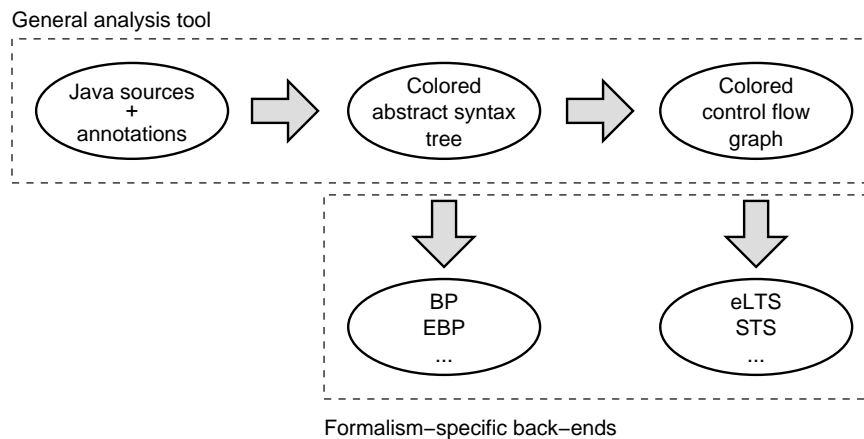 General analysis tool
Java sources
+
annotations
Colored
abstract syntax
tree
Colored
control flow
graph
BP
EBP
...
eLTS
STS
...
Formalism−specific back−ends